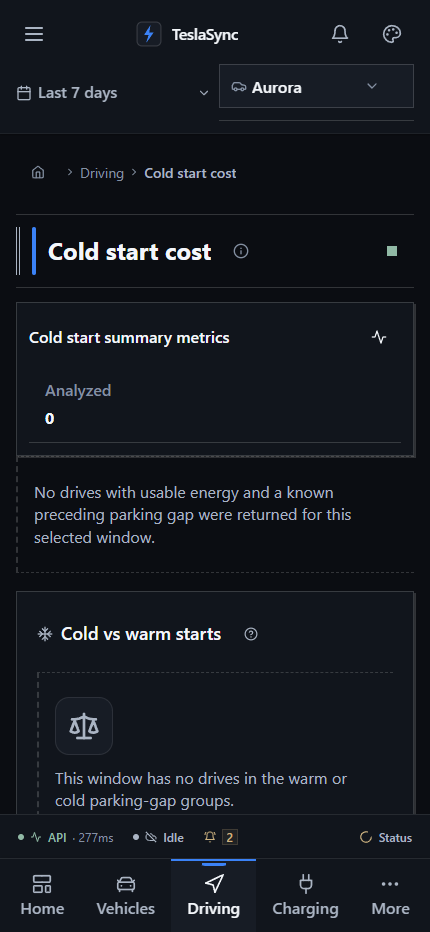 TeslaSync
Last 7 days
Aurora
Driving
Cold start cost
Cold start cost
Cold start summary metrics
Analyzed
0
No drives with usable energy and a known
preceding parking gap were returned for this
selected window.
Cold vs warm starts
This window has no drives in the warm or
cold parking-gap groups.
API · 277ms
Idle
2
Status
Home
Vehicles
Driving
Charging
More